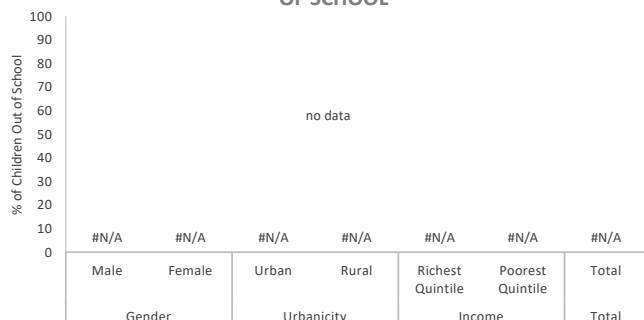 OF SCHOOL
100
90
80
70
60
50
40
30
20
10
0
% of Children Out of School
no data
#N/A #N/A #N/A #N/A #N/A #N/A #N/A
Male Female Urban Rural Richest Quintile Poorest Quintile Total
Gender Urbanicity Income Total